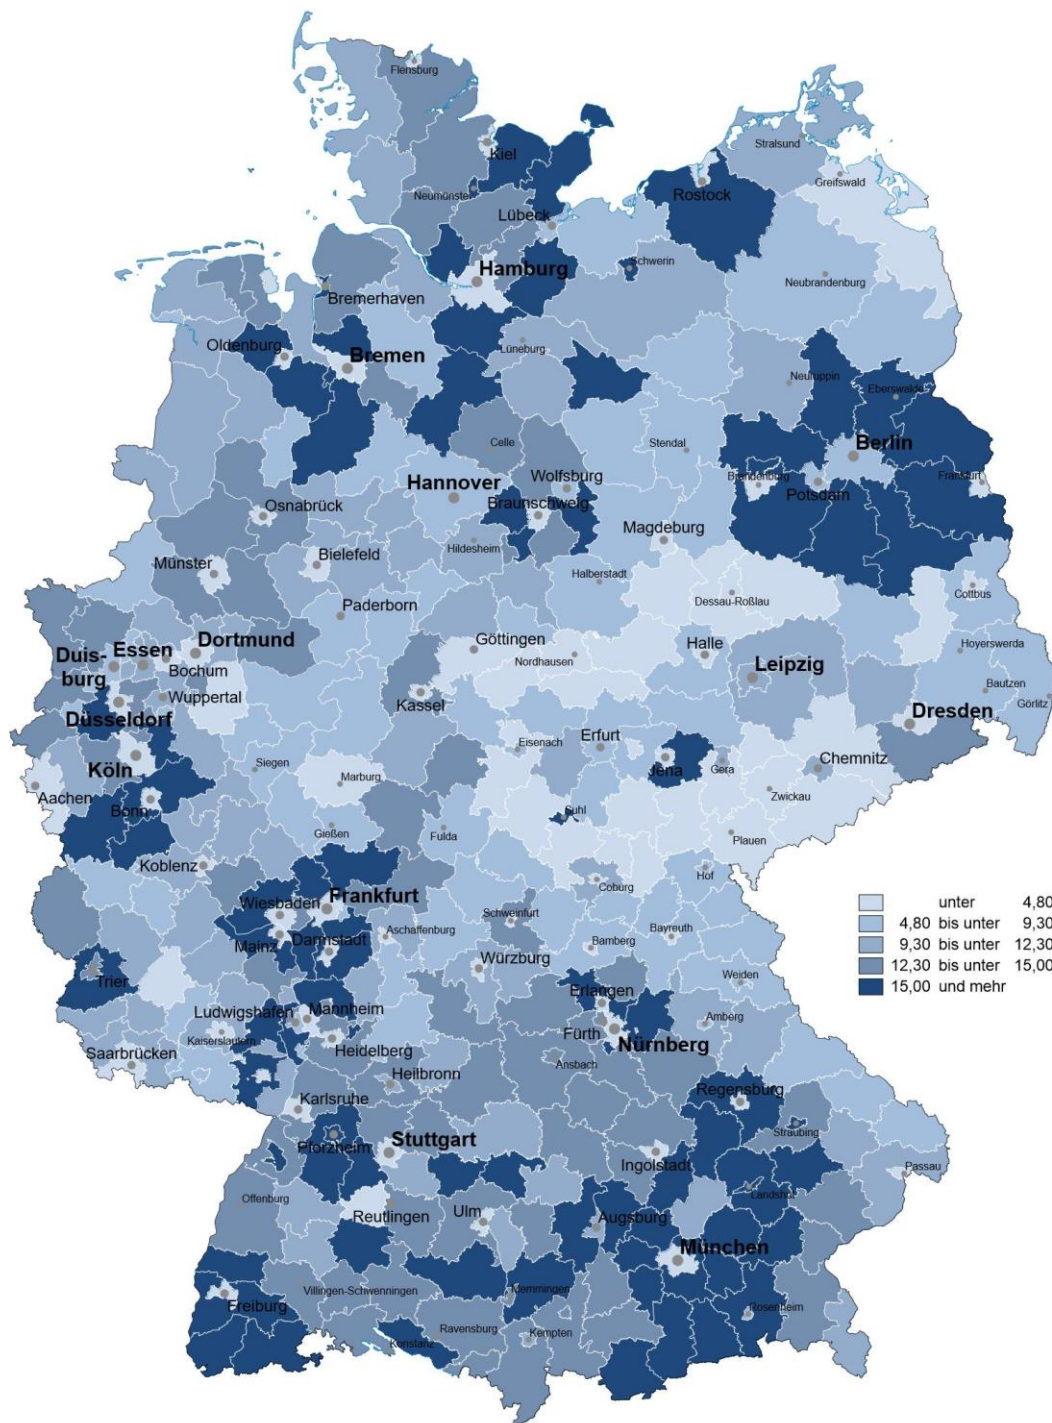 Flensburg
Kiel
Stralsund
Greifswald
Neumünster
Rostock
Lübeck
Hamburg
Schwerin
Neubrandenburg
Bremerhaven
Oldenburg
Bremen
Lüneburg
Neuruppin
Eberswalde
Celle
Stendal
Berlin
Hannover
Wolfsburg
Brandenburg
Potsdam
Frankfurt
Osnabrück
Braunschweig
Magdeburg
Hildesheim
Bielefeld
Münster
Halberstadt
Dessau-Roßlau
Cottbus
Paderborn
Dortmund
Göttingen
Halle
Hoyerswerda
Duis-
burg
Essen
Bochum
Nordhausen
Leipzig
Bautzen
Görlitz
Wuppertal
Kassel
Düsseldorf
Dresden
Erfurt
Eisenach
Köln
Siegen
Marburg
Jena
Gera
Chemnitz
Aachen
Bonn
Zwickau
Suhl
Gießen
Fulda
Plauen
Koblenz
Hof
Coburg
Frankfurt
Wiesbaden
Schweinfurt
Mainz
Darmstadt
Aschaffenburg
Bayreuth
Bamberg
Würzburg
Trier
Weiden
Erlangen
Ludwigshafen
Mannheim
Amberg
Kaiserslautern
Fürth
Nürnberg
Saarbrücken
Heidelberg
Ansbach
Heilbronn
Regensburg
Karlsruhe
Straubing
Pforzheim
Stuttgart
Ingolstadt
Passau
Landshut
Offenburg
Reutlingen
Ulm
Augsburg
München
Villingen-Schwenningen
Memmingen
Freiburg
Rosenheim
Ravensburg
Kempten
Konstanz
unter 4,80
4,80 bis unter 9,30
9,30 bis unter 12,30
12,30 bis unter 15,00
15,00 und mehr